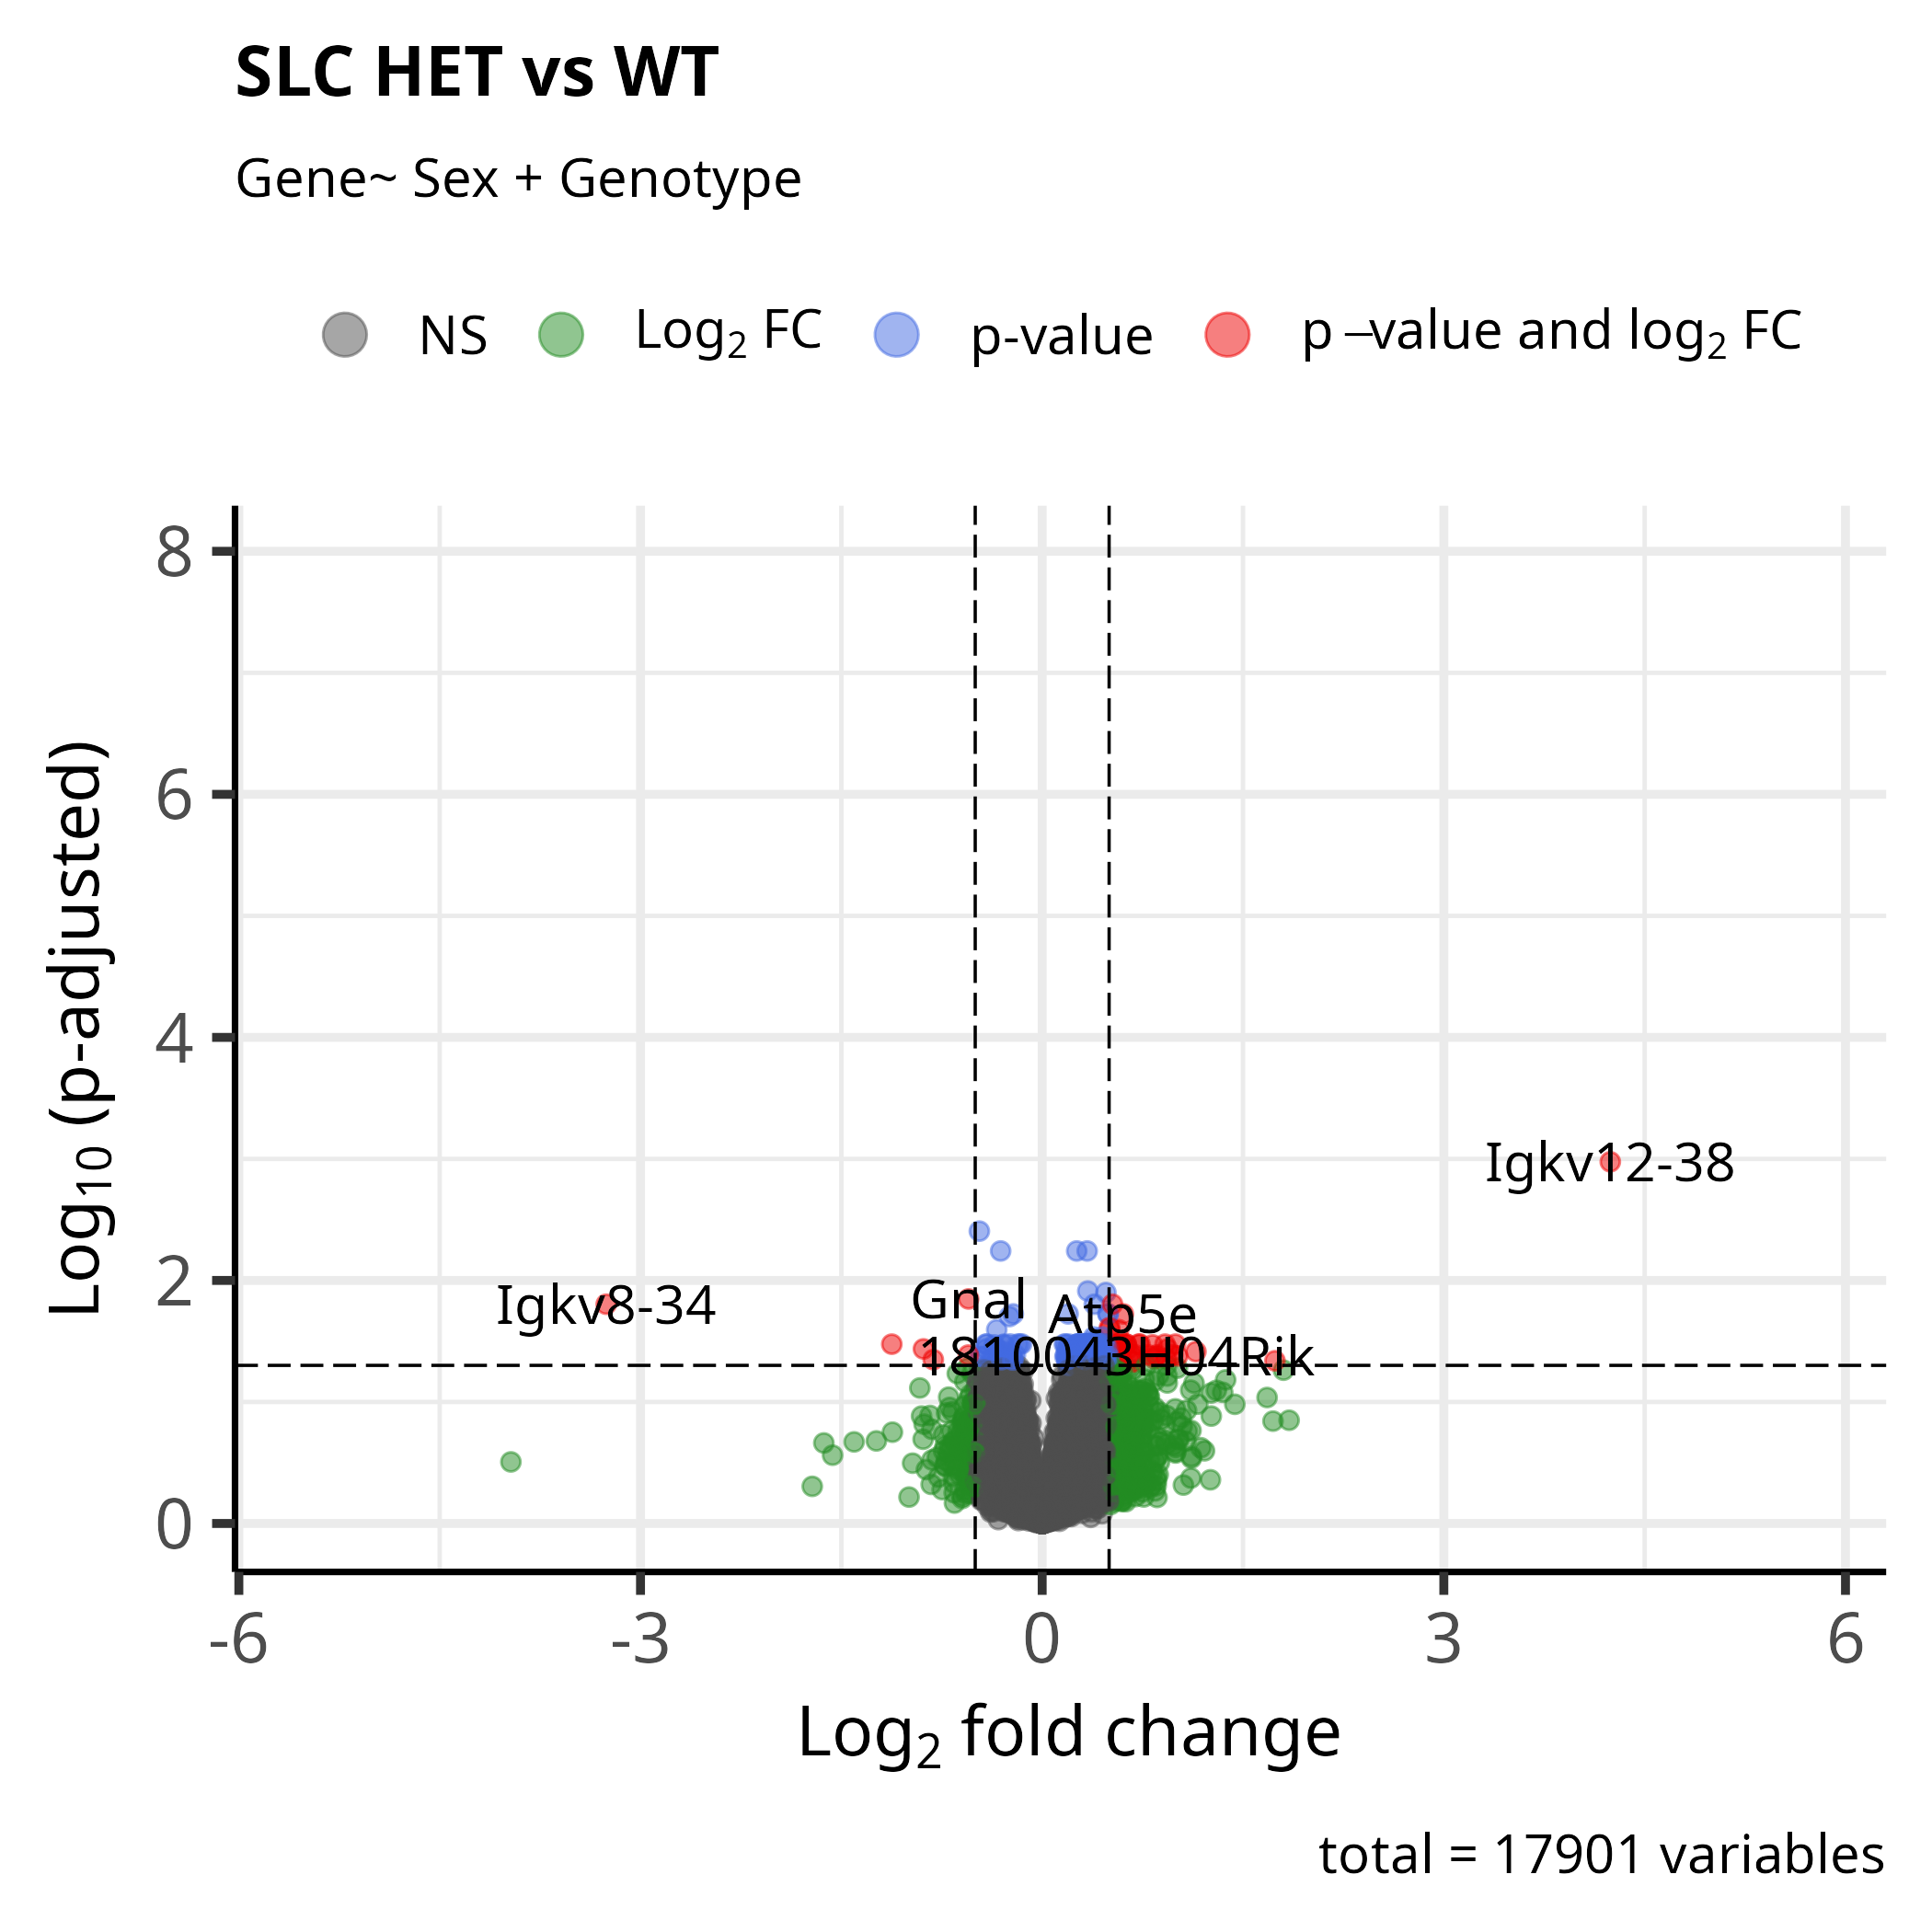 SLC HET vs WT
Gene~ Sex + Genotype
NS
Log₂ FC
p-value
p –value and log₂ FC
Log₁₀ (p-adjusted)
8
6
4
2
0
Igkv12-38
Igkv8-34
Gnal
Atp5e
1810043H04Rik
-6
-3
0
3
6
Log₂ fold change
total = 17901 variables